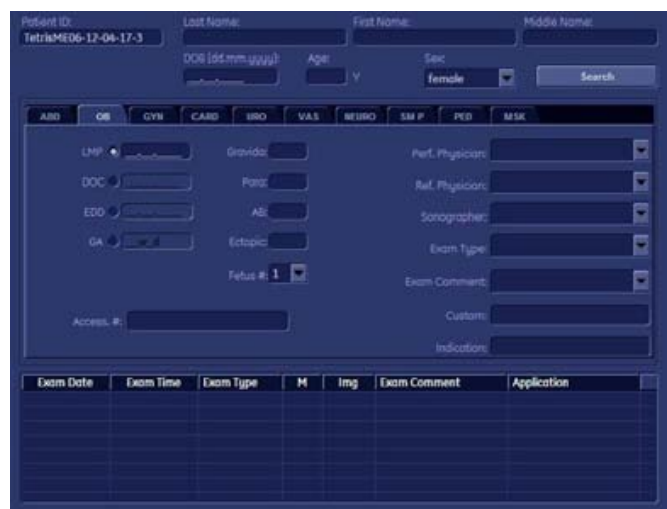 Patient ID: Last Name: First Name: Middle Name:
TetrisME06-12-04-17-3
DOB (dd.mm.yyyy): Age: Sex:
Y female Search
ABD OB GYN CARD URO VAS NEURO SM P PED MSK
LMP Gravida: Perf. Physician:
DOC Para: Ref. Physician:
EDD AB: Sonographer:
GA Ectopic: Exam Type:
Fetus #: 1 Exam Comment:
Access. #: Custom:
Indication:
Exam Date Exam Time Exam Type M Img Exam Comment Application